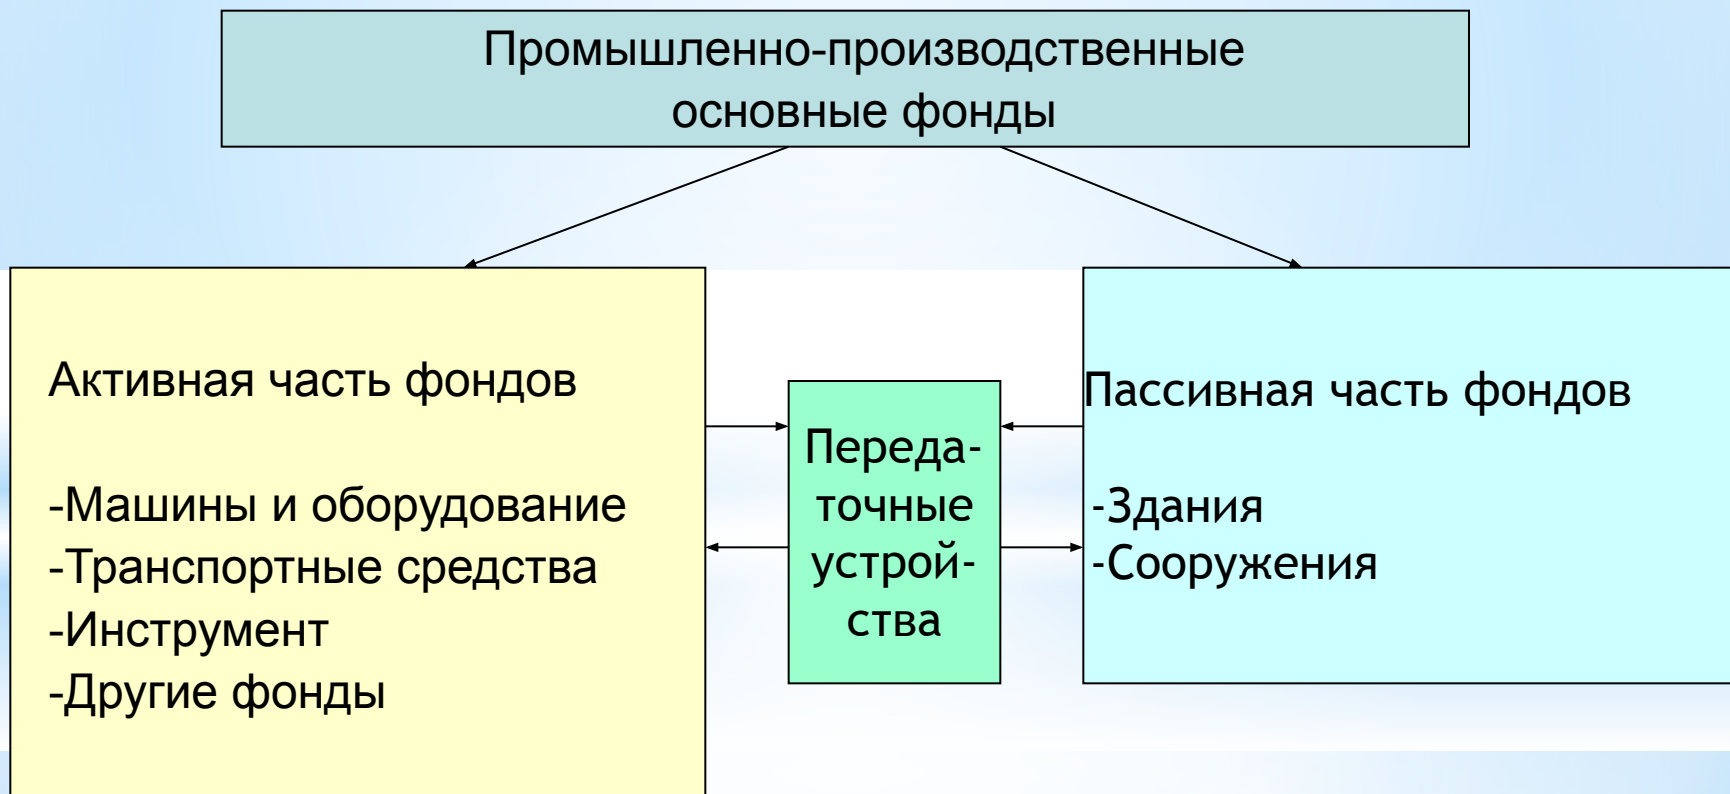 Промышленно-производственные
основные фонды
Активная часть фондов
-Машины и оборудование
-Транспортные средства
-Инструмент
-Другие фонды
Переда-
точные
устрой-
ства
Пассивная часть фондов
-Здания
-Сооружения